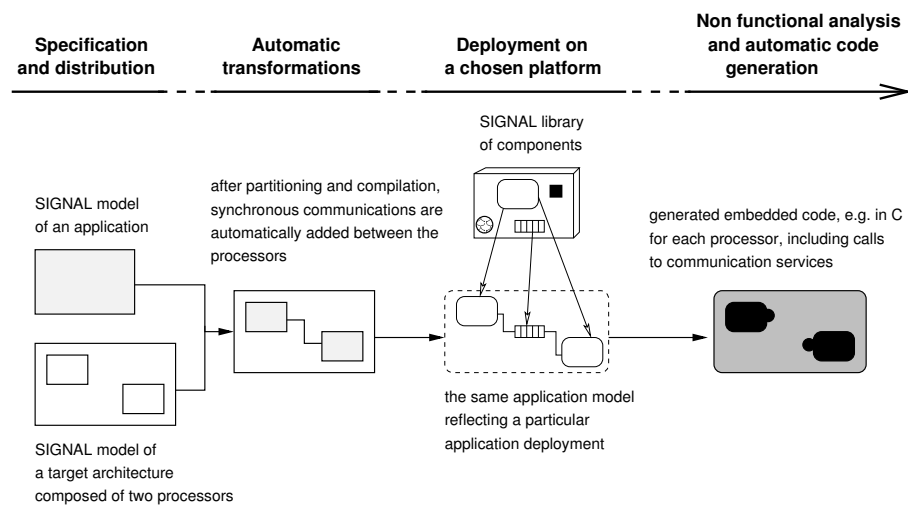 Specification
and distribution
Automatic
transformations
Deployment on
a chosen platform
Non functional analysis
and automatic code
generation
SIGNAL library
of components
SIGNAL model
of an application
after partitioning and compilation,
synchronous communications are
automatically added between the
processors
generated embedded code, e.g. in C
for each processor, including calls
to communication services
the same application model
reflecting a particular
application deployment
SIGNAL model of
a target architecture
composed of two processors